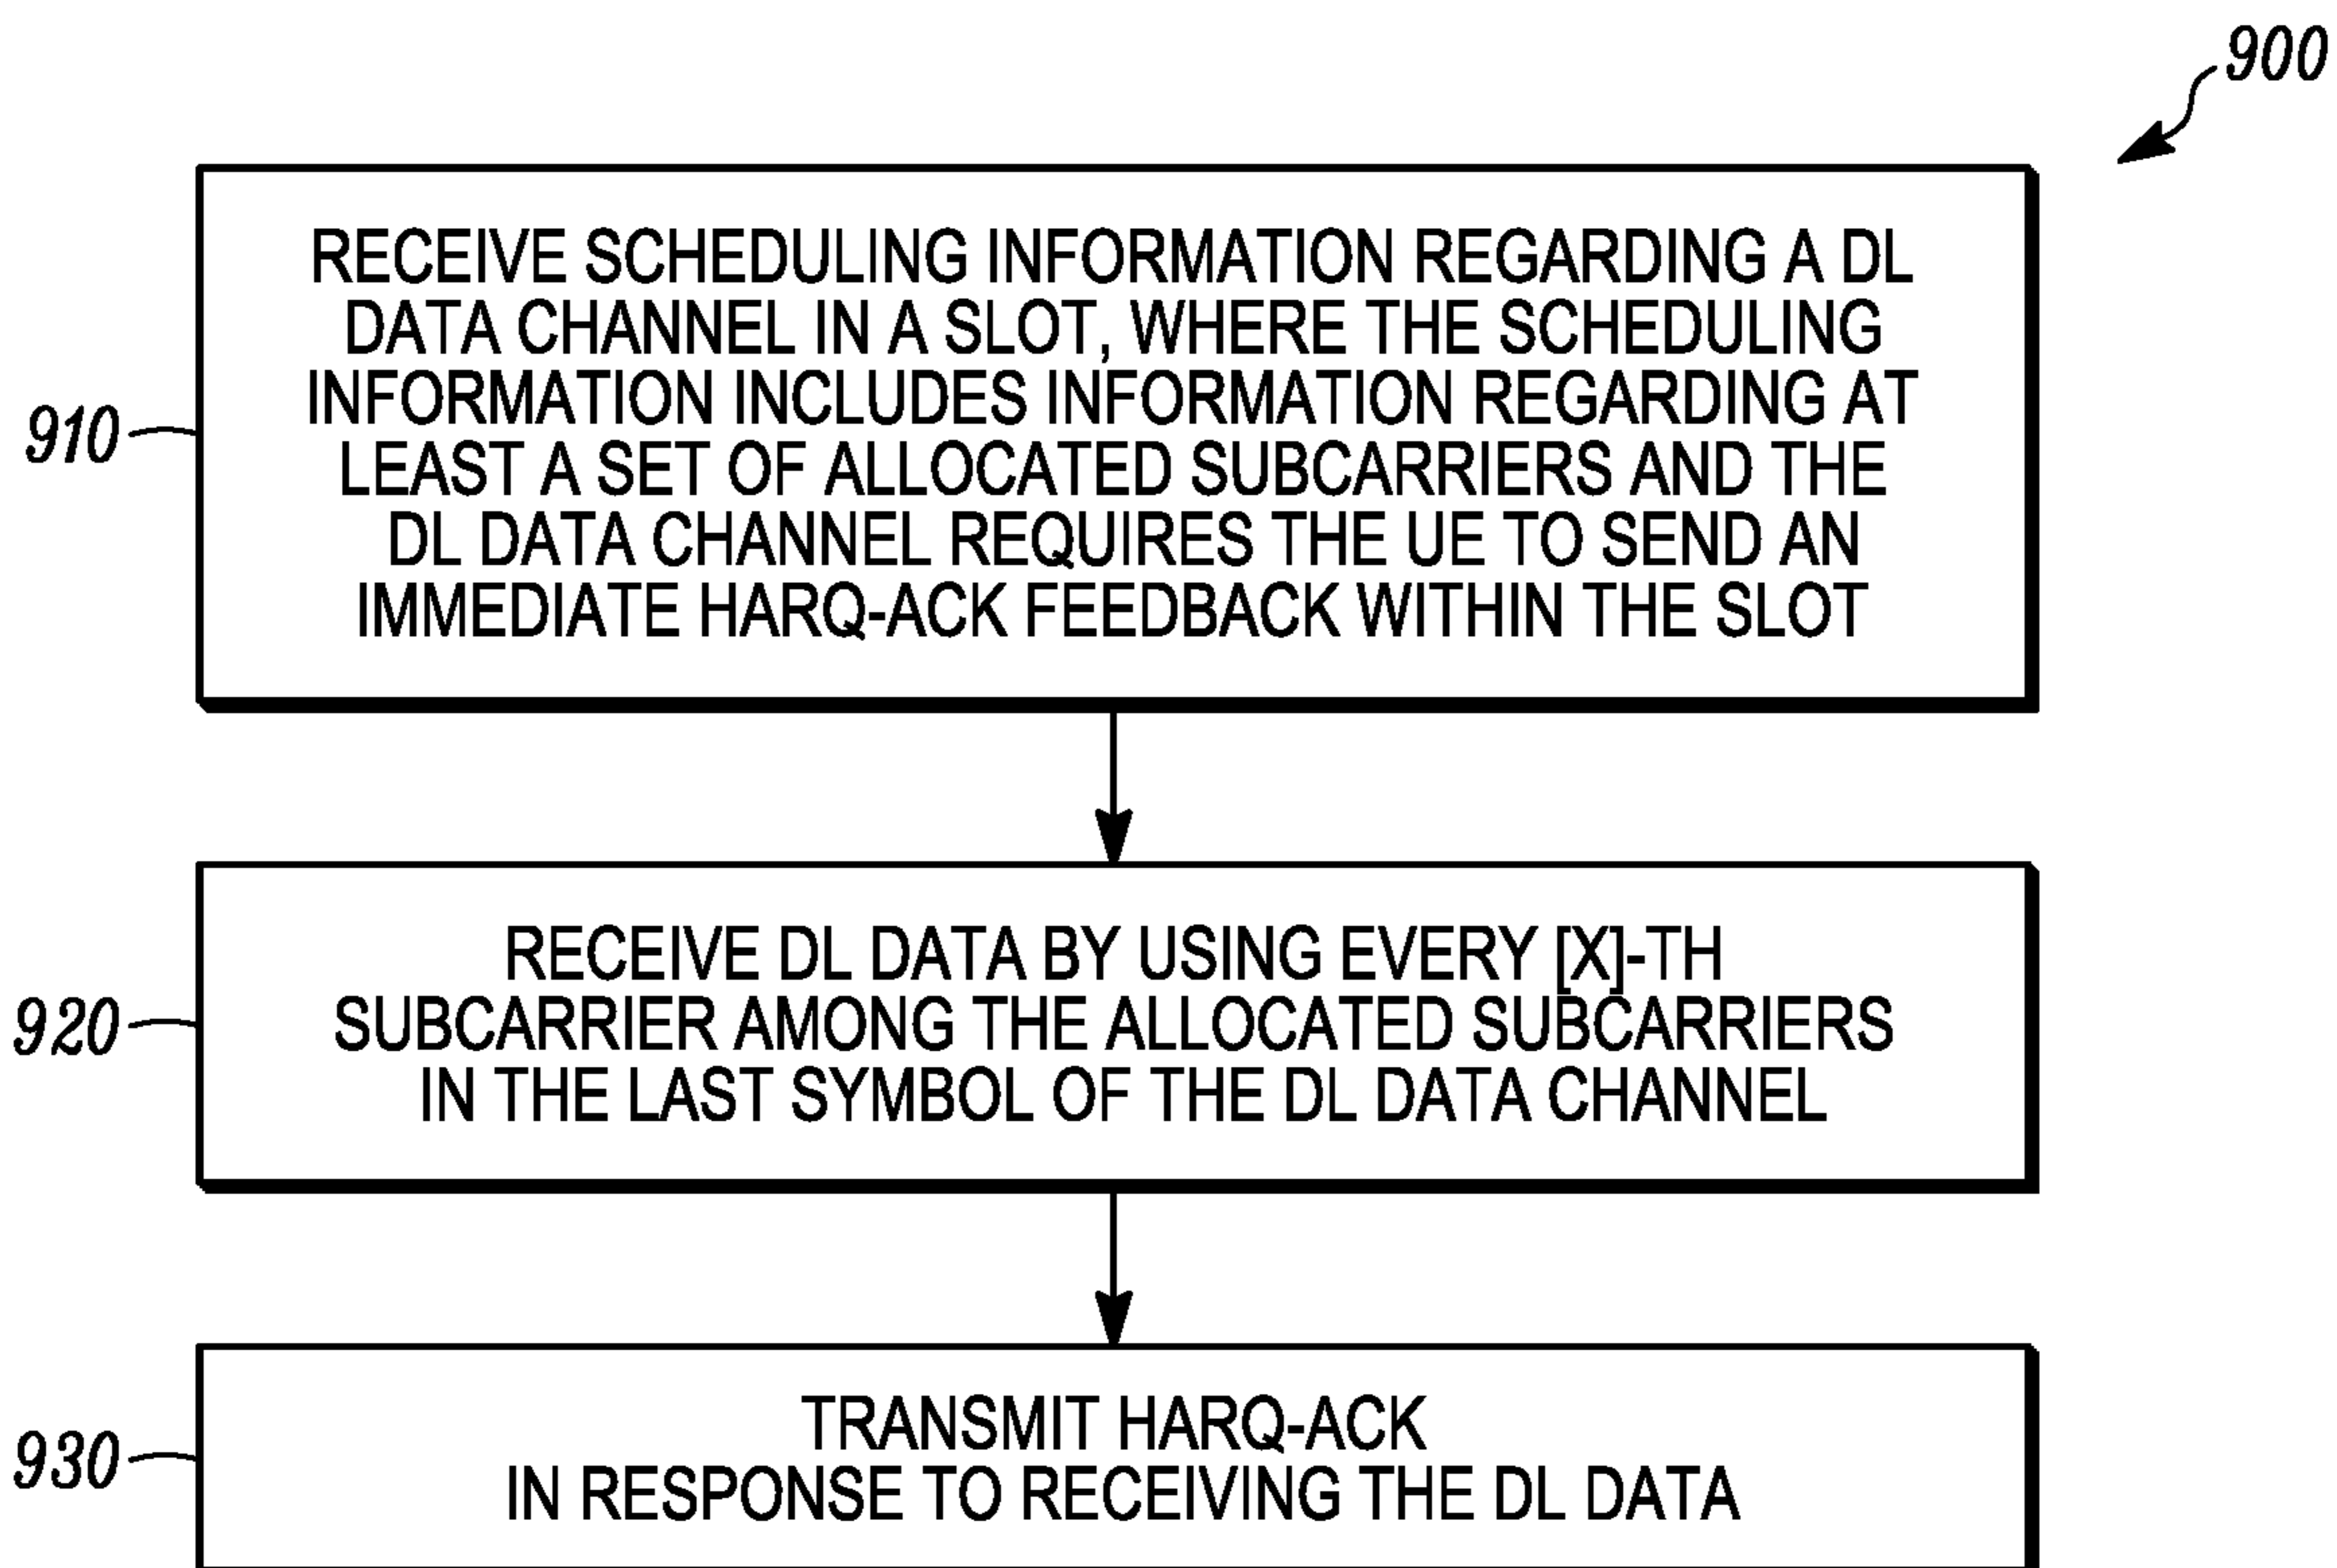 900
RECEIVE SCHEDULING INFORMATION REGARDING A DL
DATA CHANNEL IN A SLOT, WHERE THE SCHEDULING
INFORMATION INCLUDES INFORMATION REGARDING AT
LEAST A SET OF ALLOCATED SUBCARRIERS AND THE
DL DATA CHANNEL REQUIRES THE UE TO SEND AN
IMMEDIATE HARQ-ACK FEEDBACK WITHIN THE SLOT
910
RECEIVE DL DATA BY USING EVERY [X]-TH
SUBCARRIER AMONG THE ALLOCATED SUBCARRIERS
IN THE LAST SYMBOL OF THE DL DATA CHANNEL
920
TRANSMIT HARQ-ACK
IN RESPONSE TO RECEIVING THE DL DATA
930